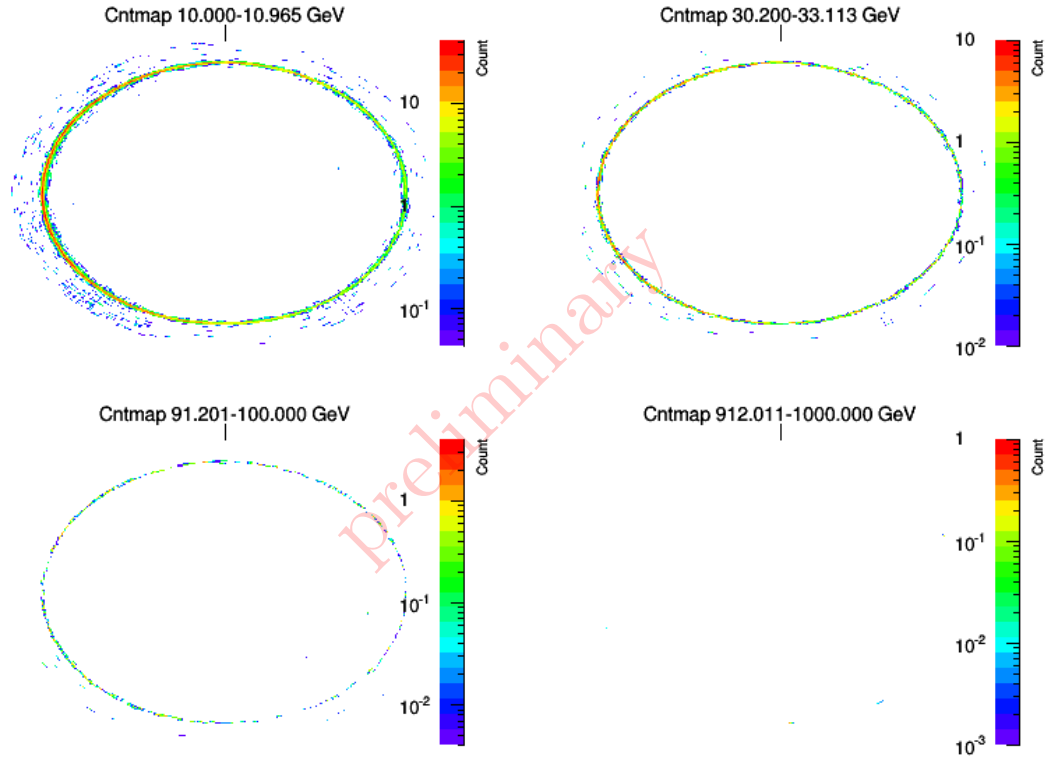 Cntmap 10.000-10.965 GeV
Count
10
1
10-1
Cntmap 30.200-33.113 GeV
Count
10
1
10-1
10-2
preliminary
Cntmap 91.201-100.000 GeV
Count
1
10-1
10-2
Cntmap 912.011-1000.000 GeV
Count
1
10-1
10-2
10-3